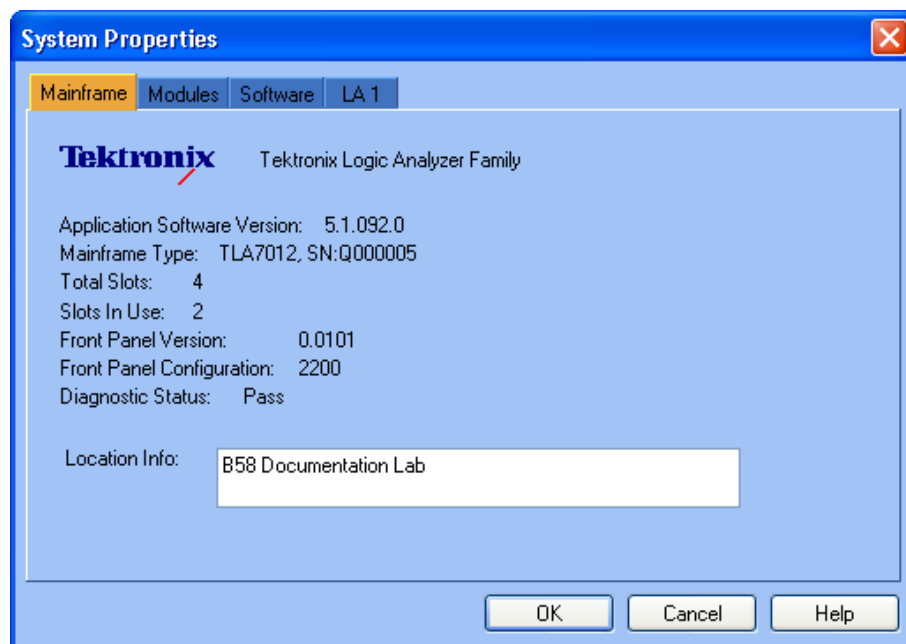 System Properties
Mainframe Modules Software LA 1
Tektronix Tektronix Logic Analyzer Family
Application Software Version: 5.1.092.0
Mainframe Type: TLA7012, SN:Q000005
Total Slots: 4
Slots In Use: 2
Front Panel Version: 0.0101
Front Panel Configuration: 2200
Diagnostic Status: Pass
Location Info: B58 Documentation Lab
OK Cancel Help